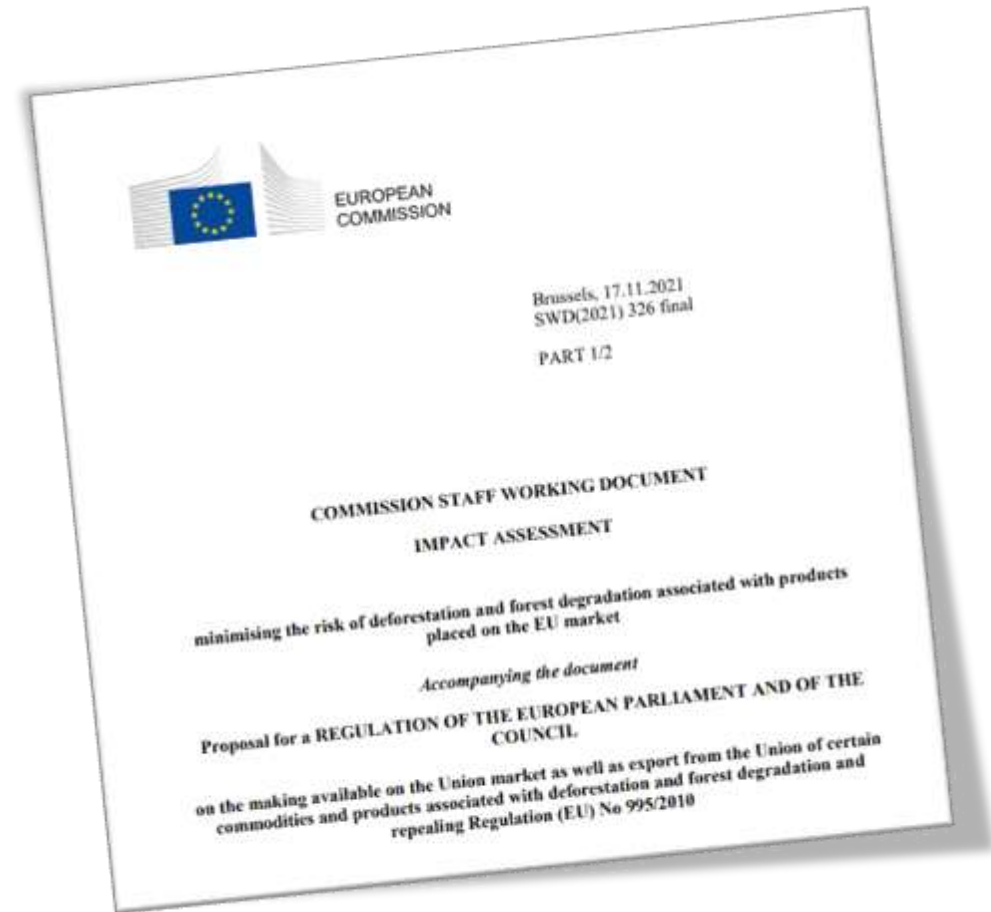 EUROPEAN
COMMISSION
Brussels, 17.11.2021
SWD(2021) 326 final
PART 1/2
COMMISSION STAFF WORKING DOCUMENT
IMPACT ASSESSMENT
minimising the risk of deforestation and forest degradation associated with products
placed on the EU market
Accompanying the document
Proposal for a REGULATION OF THE EUROPEAN PARLIAMENT AND OF THE
COUNCIL
on the making available on the Union market as well as export from the Union of certain
commodities and products associated with deforestation and forest degradation and
repealing Regulation (EU) No 995/2010